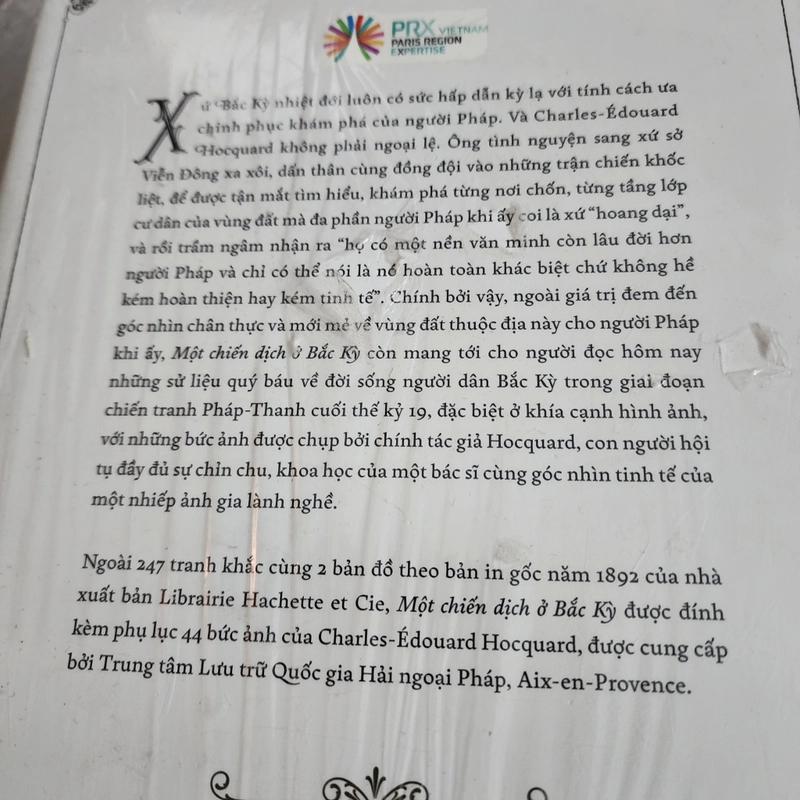 PRX VIETNAM
PARIS REGION
EXPERTISE
Xứ Bắc Kỳ nhiệt đới luôn có sức hấp dẫn kỳ lạ với tính cách ưa
chinh phục khám phá của người Pháp. Và Charles-Édouard
Hocquard không phải ngoại lệ. Ông tình nguyện sang xứ sở
Viễn Đông xa xôi, dấn thân cùng đồng đội vào những trận chiến khốc
liệt, để được tận mắt tìm hiểu, khám phá từng nơi chốn, từng tầng lớp
cư dân của vùng đất mà đa phần người Pháp khi ấy coi là xứ “hoang dại”,
và rồi trầm ngâm nhận ra “họ có một nền văn minh còn lâu đời hơn
người Pháp và chỉ có thể nói là nó hoàn toàn khác biệt chứ không hề
kém hoàn thiện hay kém tinh tế”. Chính bởi vậy, ngoài giá trị đem đến
góc nhìn chân thực và mới mẻ về vùng đất thuộc địa này cho người Pháp
khi ấy, Một chiến dịch ở Bắc Kỳ còn mang tới cho người đọc hôm nay
những sử liệu quý báu về đời sống người dân Bắc Kỳ trong giai đoạn
chiến tranh Pháp-Thanh cuối thế kỷ 19, đặc biệt ở khía cạnh hình ảnh,
với những bức ảnh được chụp bởi chính tác giả Hocquard, con người hội
tụ đầy đủ sự chỉn chu, khoa học của một bác sĩ cùng góc nhìn tinh tế của
một nhiếp ảnh gia lành nghề.
Ngoài 247 tranh khắc cùng 2 bản đồ theo bản in gốc năm 1892 của nhà
xuất bản Librairie Hachette et Cie, Một chiến dịch ở Bắc Kỳ được đính
kèm phụ lục 44 bức ảnh của Charles-Édouard Hocquard, được cung cấp
bởi Trung tâm Lưu trữ Quốc gia Hải ngoại Pháp, Aix-en-Provence.